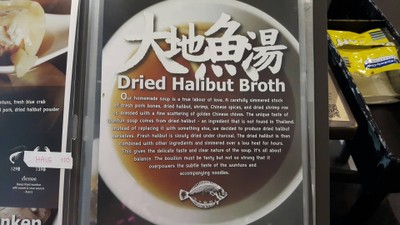 大地魚湯
Dried Halibut Broth
Our homemade soup is a true labour of love. A carefully simmered stock
of fresh pork bones, dried halibut, shrimp, Chinese spices, and dried shrimp roe
is dressed with a fine scattering of golden Chinese chives. The unique taste of
soup comes from dried halibut - an ingredient that is not found in Thailand.
Instead of replacing it with something else, we decided to produce dried halibut
ourselves. Fresh halibut is slowly dried under charcoal. The dried halibut is then
combined with other ingredients and simmered over a low heat for hours.
This gives the delicate taste and clear nature of the soup. It's all about
balance. The bouillon must be tasty but not so strong that it
overpowers the subtle taste of the wontons and
accompanying noodles.
fresh blue crab
dried halibut powder